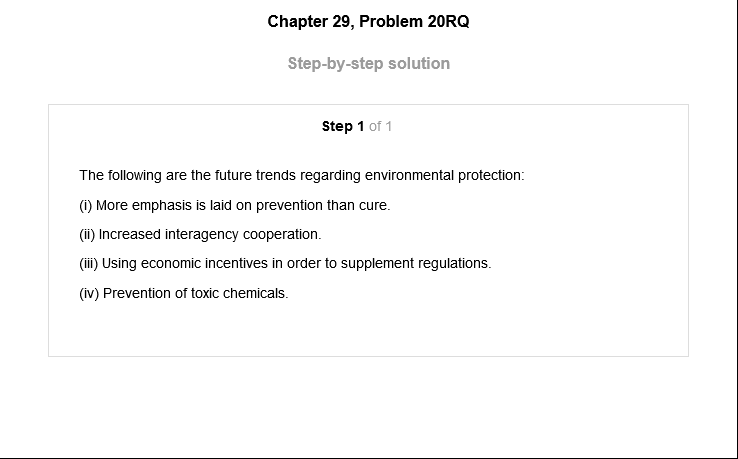 Chapter 29, Problem 20RQ
Step-by-step solution
Step 1 of 1
The following are the future trends regarding environmental protection:
(i) More emphasis is laid on prevention than cure.
(ii) Increased interagency cooperation.
(iii) Using economic incentives in order to supplement regulations.
(iv) Prevention of toxic chemicals.